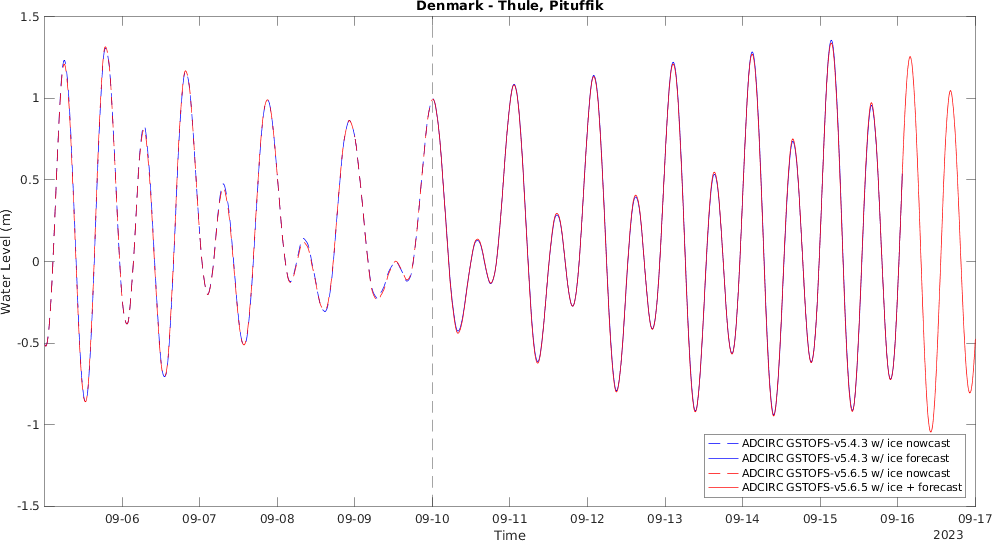 Denmark - Thule, Pituffik
1.5
1
0.5
0
-0.5
-1
-1.5
Water Level (m)
ADCIRC GSTOFS-v5.4.3 w/ ice nowcast
ADCIRC GSTOFS-v5.4.3 w/ ice forecast
ADCIRC GSTOFS-v5.6.5 w/ ice nowcast
ADCIRC GSTOFS-v5.6.5 w/ ice + forecast
09-06 09-07 09-08 09-09 09-10 09-11 09-12 09-13 09-14 09-15 09-16 09-17
Time
2023